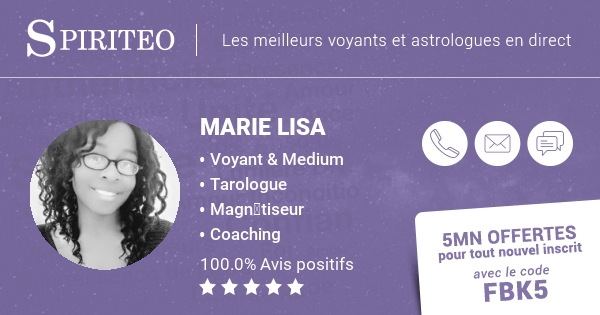 SPIRITEO
Les meilleurs voyants et astrologues en direct
MARIE LISA
• Voyant & Medium
• Tarologue
• Magn▯tiseur
• Coaching
100.0% Avis positifs
5MN OFFERTES
pour tout nouvel inscrit
avec le code
FBK5